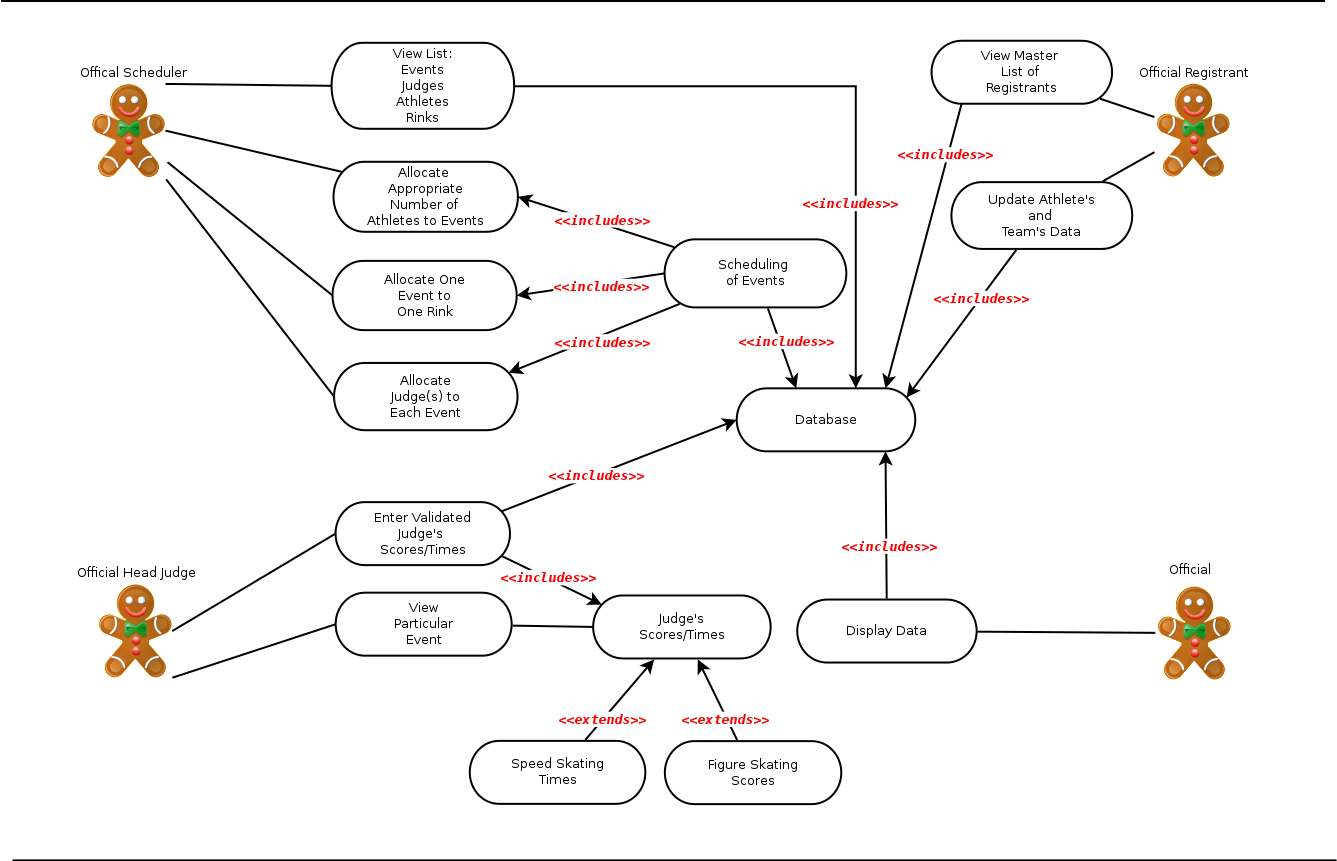 Offical Scheduler
View List:
Events
Judges
Athletes
Rinks
View Master
List of
Registrants
Official Registrant
<<includes>>
Allocate
Appropriate
Number of
Athletes to Events
<<includes>>
<<includes>>
Update Athlete's
and
Team's Data
Scheduling
of Events
Allocate One
Event to
One Rink
<<includes>>
<<includes>>
<<includes>>
<<includes>>
Allocate
Judge(s) to
Each Event
Database
<<includes>>
Enter Validated
Judge's
Scores/Times
<<includes>>
Official Head Judge
<<includes>>
Official
View
Particular
Event
Judge's
Scores/Times
Display Data
<<extends>>
<<extends>>
Speed Skating
Times
Figure Skating
Scores